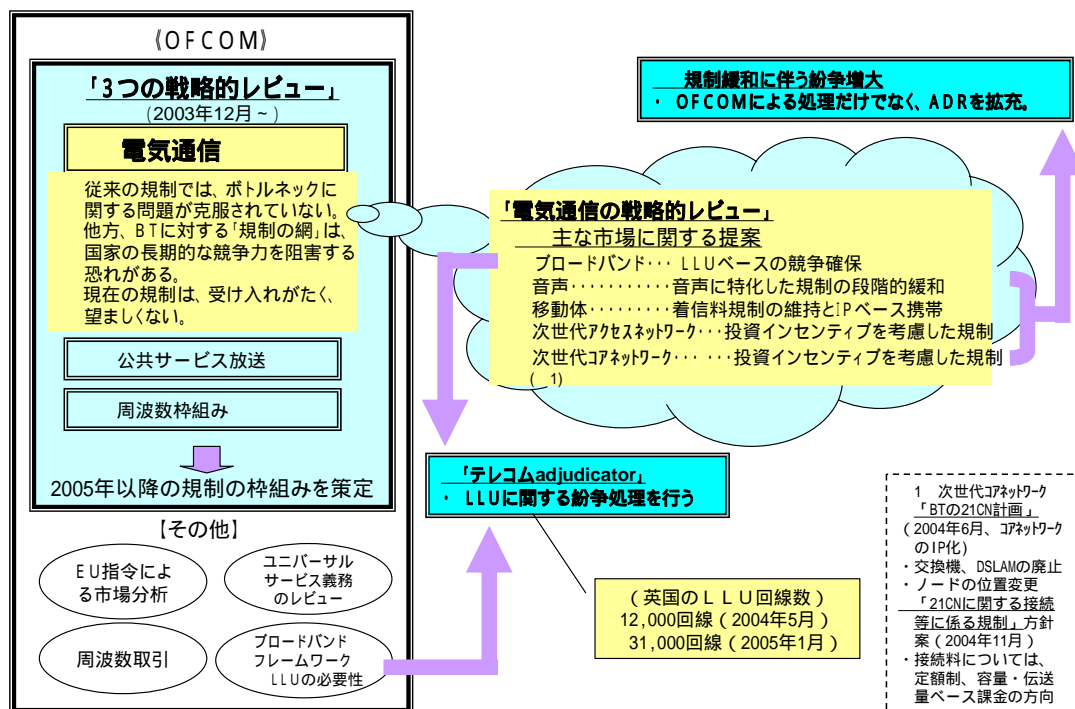 《OFCOM》
「3つの戦略的レビュー」
(2003年12月~)
電気通信
従来の規制では、ボトルネックに
関する問題が克服されていない。
他方、BTに対する「規制の網」は、
国家の長期的な競争力を阻害する
恐れがある。
現在の規制は、受け入れがたく、
望ましくない。
公共サービス放送
周波数枠組み
2005年以降の規制の枠組みを策定
【その他】
EU指令によ
る市場分析
ユニバーサル
サービス義務
のレビュー
周波数取引
ブロードバンド
フレームワーク
LLUの必要性
規制緩和に伴う紛争増大
・ OFCOMによる処理だけでなく、ADRを拡充。
「電気通信の戦略的レビュー」
主な市場に関する提案
ブロードバンド・・・ LLUベースの競争確保
音声・・・・・・・・・・・音声に特化した規制の段階的緩和
移動体・・・・・・・・・着信料規制の維持とIPベース携帯
次世代アクセスネットワーク・・・投資インセンティブを考慮した規制
次世代コアネットワーク・・・ ・・・投資インセンティブを考慮した規制
( 1)
「テレコムadjudicator」
・ LLUに関する紛争処理を行う
(英国のLLU回線数)
12,000回線(2004年5月)
31,000回線(2005年1月)
1 次世代コアネットワーク
「BTの21CN計画」
(2004年6月、コアネットワーク
のIP化)
・交換機、DSLAMの廃止
・ノードの位置変更
「21CNに関する接続
等に係る規制」方針
案(2004年11月)
・接続料については、
定額制、容量・伝送
量ベース課金の方向